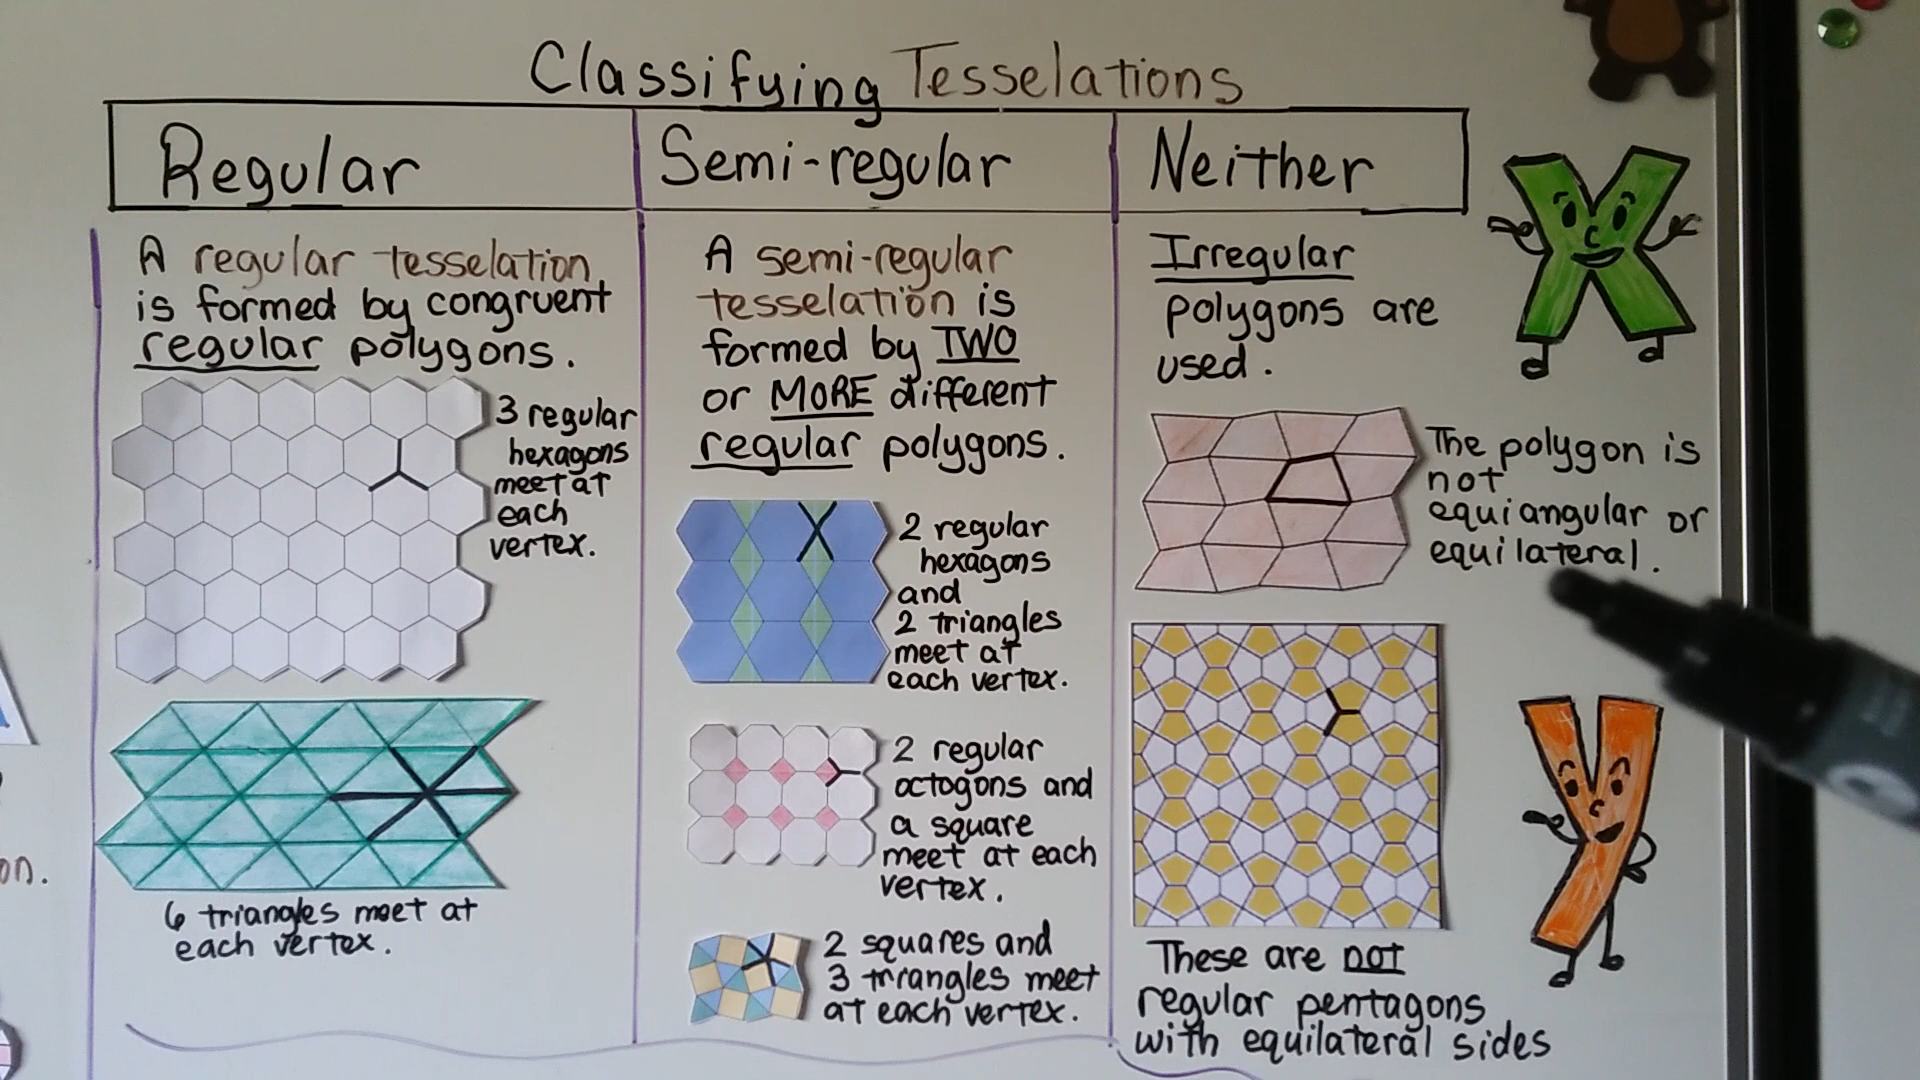 Classifying Tesselations
Regular
Semi-regular
Neither
A regular tesselation
is formed by congruent
regular polygons.
3 regular
hexagons
meet at
each
vertex.
6 triangles meet at
each vertex.
A semi-regular
tesselation is
formed by TWO
or MORE different
regular polygons.
2 regular
hexagons
and
2 triangles
meet at
each vertex.
2 regular
octogons and
a square
meet at each
vertex.
2 squares and
3 triangles meet
at each vertex.
Irregular
polygons are
used.
The polygon is
not
equiangular or
equilateral.
These are not
regular pentagons
with equilateral sides
on.